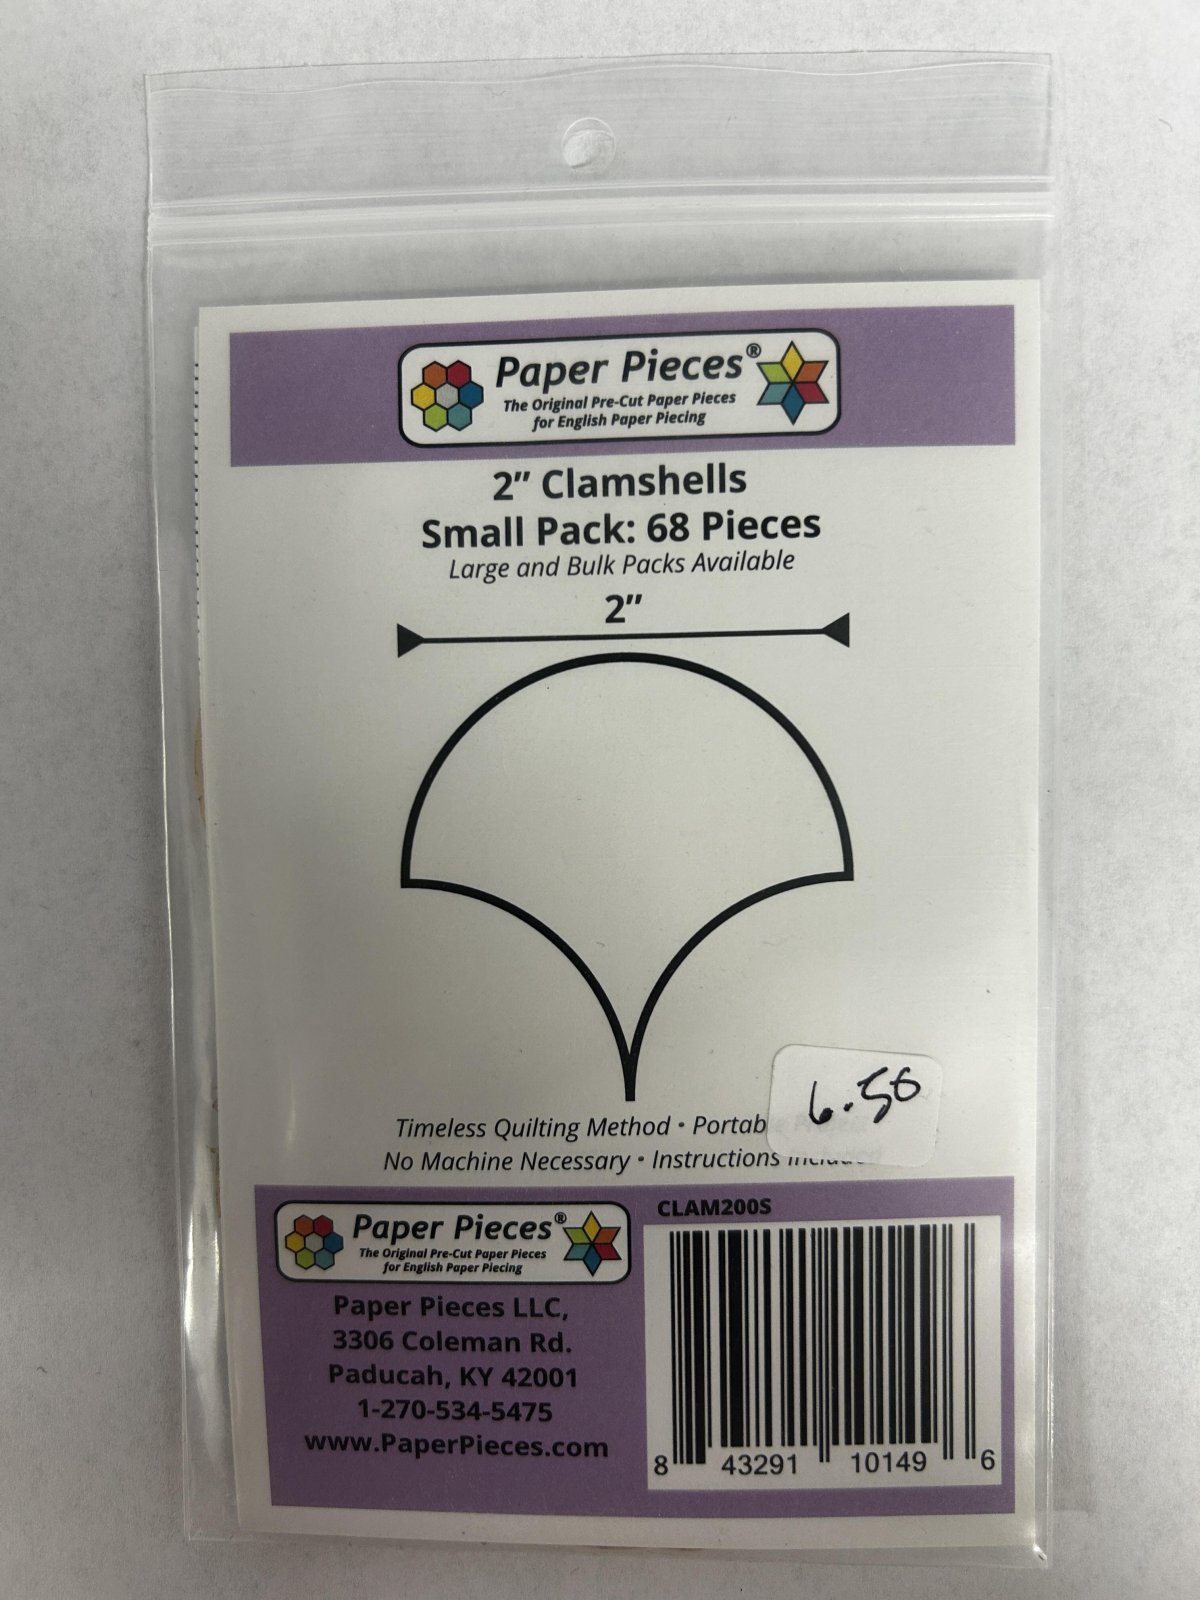 Paper Pieces®
The Original Pre-Cut Paper Pieces
for English Paper Piecing
2” Clamshells
Small Pack: 68 Pieces
Large and Bulk Packs Available
2”
Timeless Quilting Method • Portab
6.50
No Machine Necessary • Instructions
Paper Pieces®
The Original Pre-Cut Paper Pieces
for English Paper Piecing
Paper Pieces LLC,
3306 Coleman Rd.
Paducah, KY 42001
1-270-534-5475
www.PaperPieces.com
CLAM200S
8 43291 10149 6